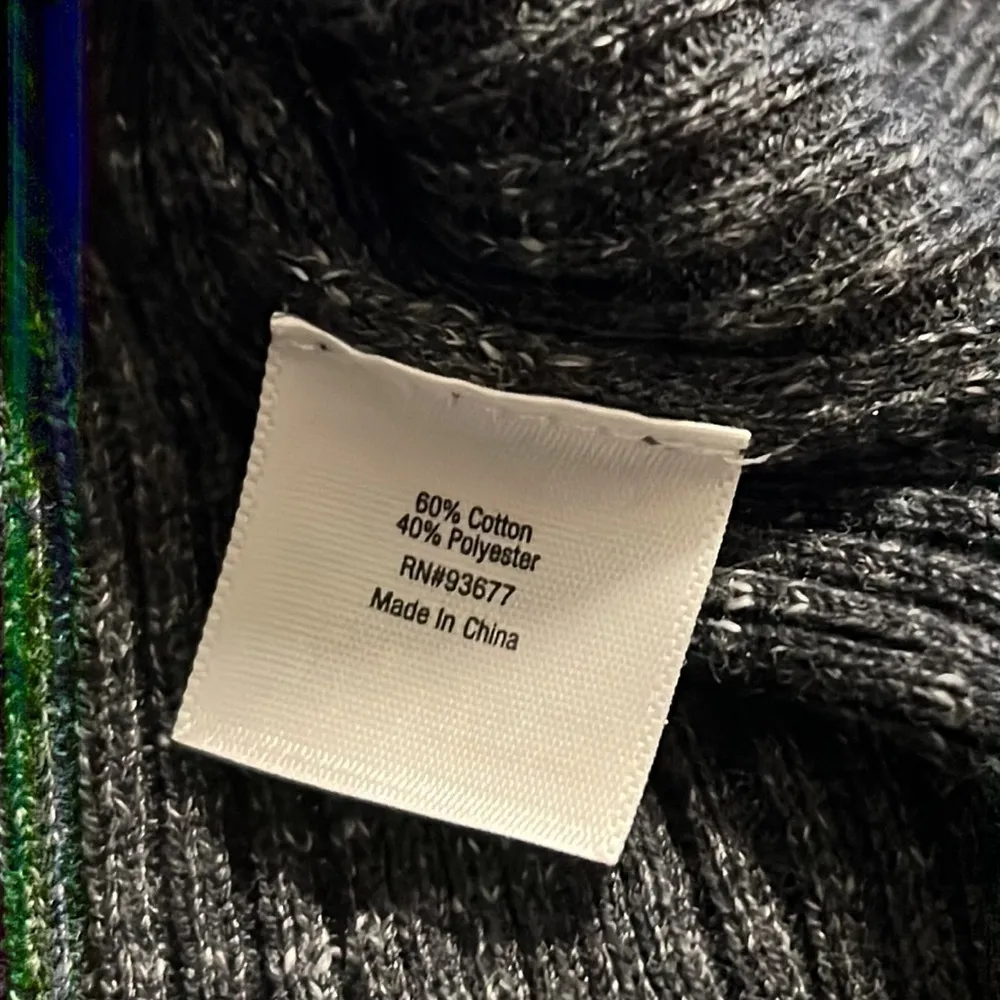 60% Cotton
40% Polyester
RN#93677
Made In China